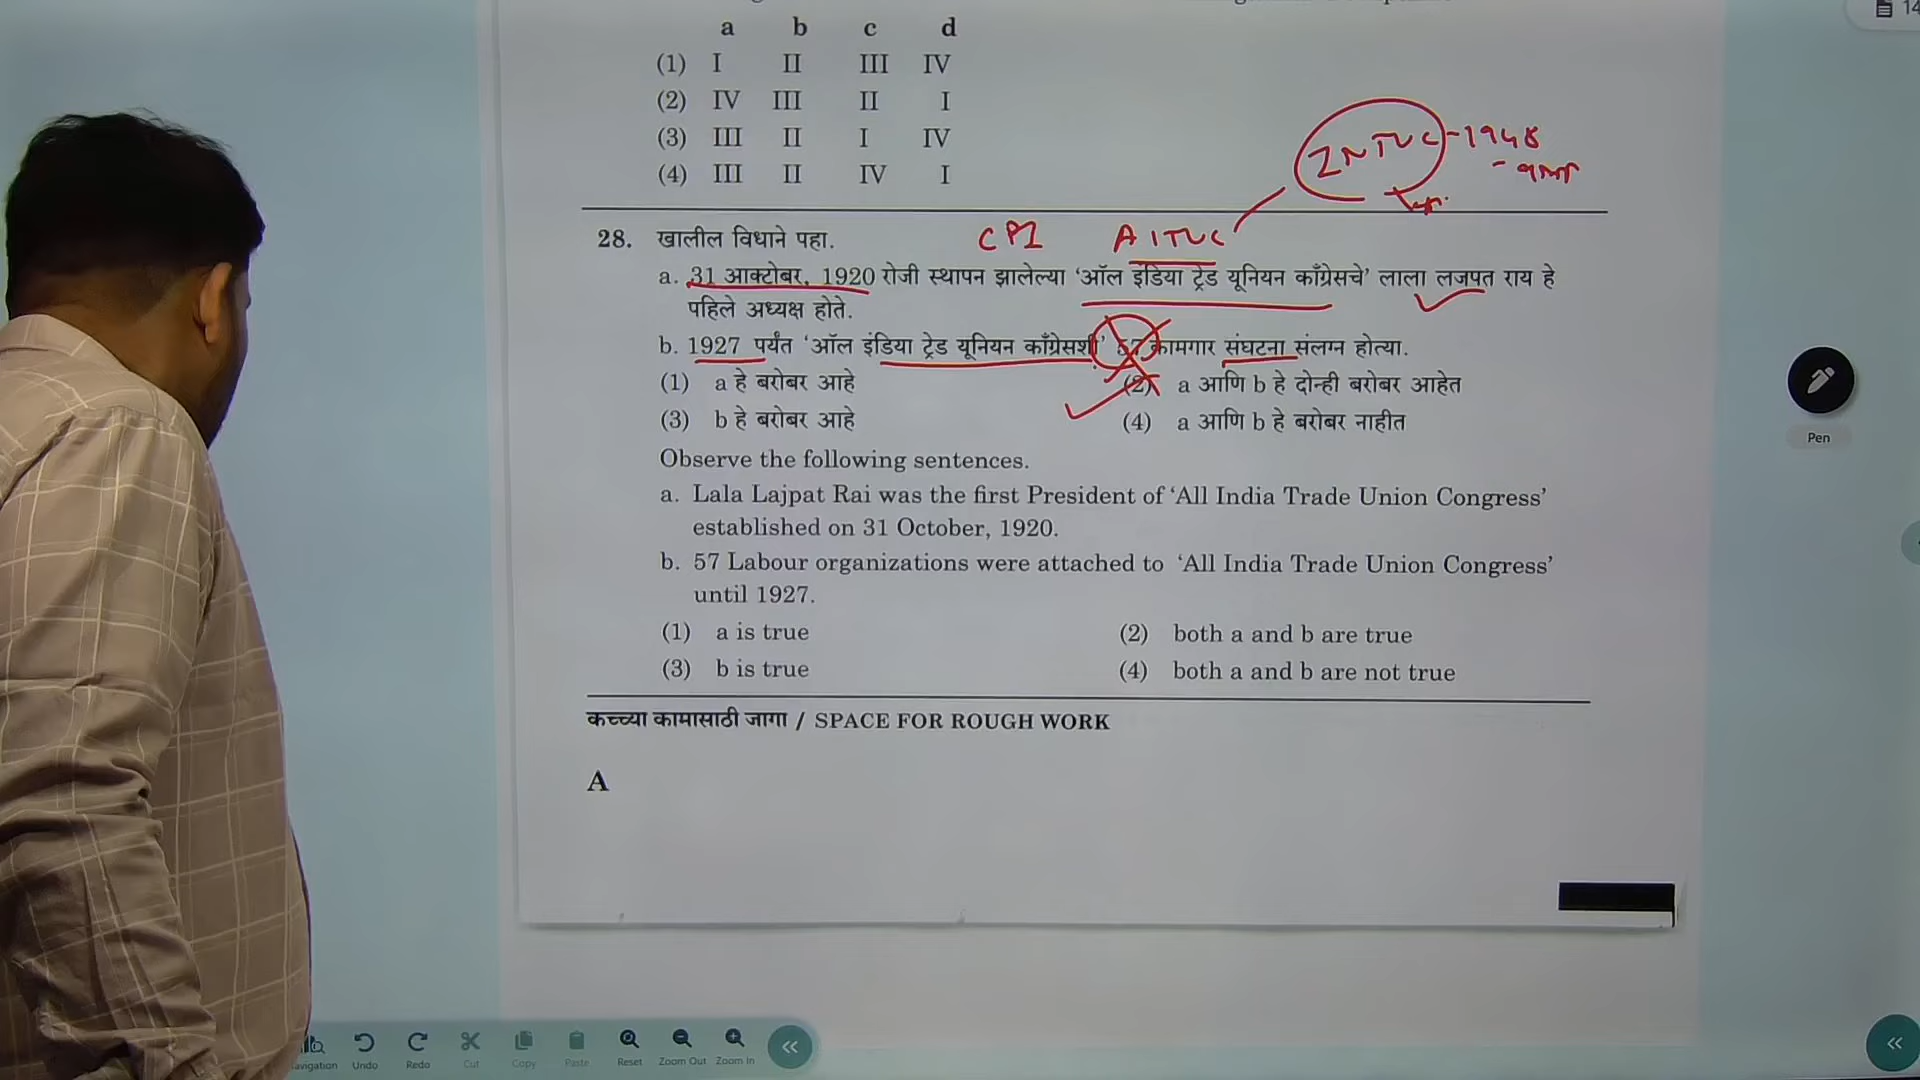 14
a b c d
(1) I II III IV
(2) IV III II I
(3) III II I IV
(4) III II IV I
INTUC - 1948
28. खालील विधाने पहा. CPI AITUC
a. 31 आक्टोबर, 1920 रोजी स्थापन झालेल्या ‘ऑल इंडिया ट्रेड यूनियन काँग्रेसचे’ लाला लजपत राय हे
पहिले अध्यक्ष होते.
b. 1927 पर्यंत ‘ऑल इंडिया ट्रेड यूनियन काँग्रेसशी’ 57 कामगार संघटना संलग्न होत्या.
(1) a हे बरोबर आहे (2) a आणि b हे दोन्ही बरोबर आहेत
(3) b हे बरोबर आहे (4) a आणि b हे बरोबर नाहीत
Observe the following sentences.
a. Lala Lajpat Rai was the first President of ‘All India Trade Union Congress’
established on 31 October, 1920.
b. 57 Labour organizations were attached to ‘All India Trade Union Congress’
until 1927.
(1) a is true (2) both a and b are true
(3) b is true (4) both a and b are not true
कच्च्या कामासाठी जागा / SPACE FOR ROUGH WORK
A
Pen
Undo Redo Cut Copy Paste Reset Zoom Out Zoom In